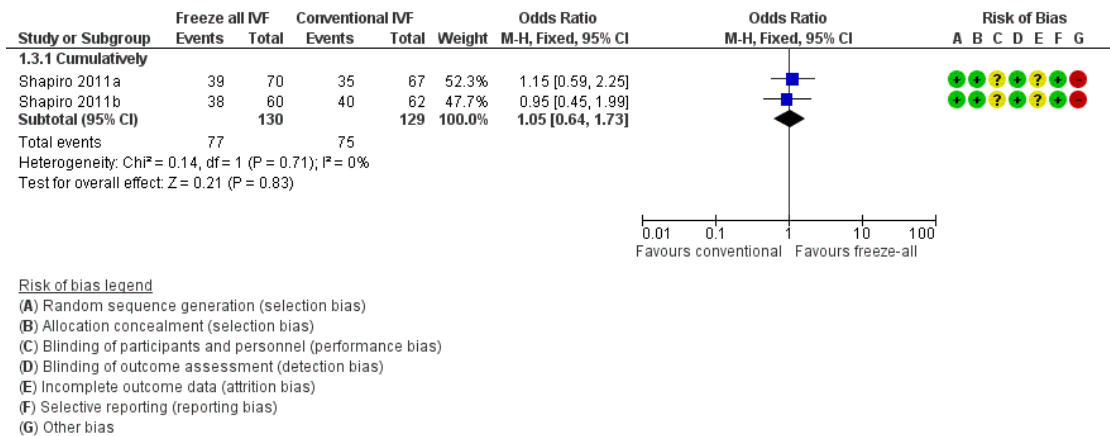 Freeze all IVF Conventional IVF Odds Ratio Odds Ratio Risk of Bias
Study or Subgroup Events Total Events Total Weight M-H, Fixed, 95% CI M-H, Fixed, 95% CI A B C D E F G
1.3.1 Cumulatively
Shapiro 2011a 39 70 35 67 52.3% 1.15 [0.59, 2.25] + + ? + ? + -
Shapiro 2011b 38 60 40 62 47.7% 0.95 [0.45, 1.99] + + ? + ? + -
Subtotal (95% CI) 130 129 100.0% 1.05 [0.64, 1.73]
Total events 77 75
Heterogeneity: Chi² = 0.14, df = 1 (P = 0.71); I² = 0%
Test for overall effect: Z = 0.21 (P = 0.83)
0.01 0.1 1 10 100
Favours conventional Favours freeze-all
Risk of bias legend
(A) Random sequence generation (selection bias)
(B) Allocation concealment (selection bias)
(C) Blinding of participants and personnel (performance bias)
(D) Blinding of outcome assessment (detection bias)
(E) Incomplete outcome data (attrition bias)
(F) Selective reporting (reporting bias)
(G) Other bias